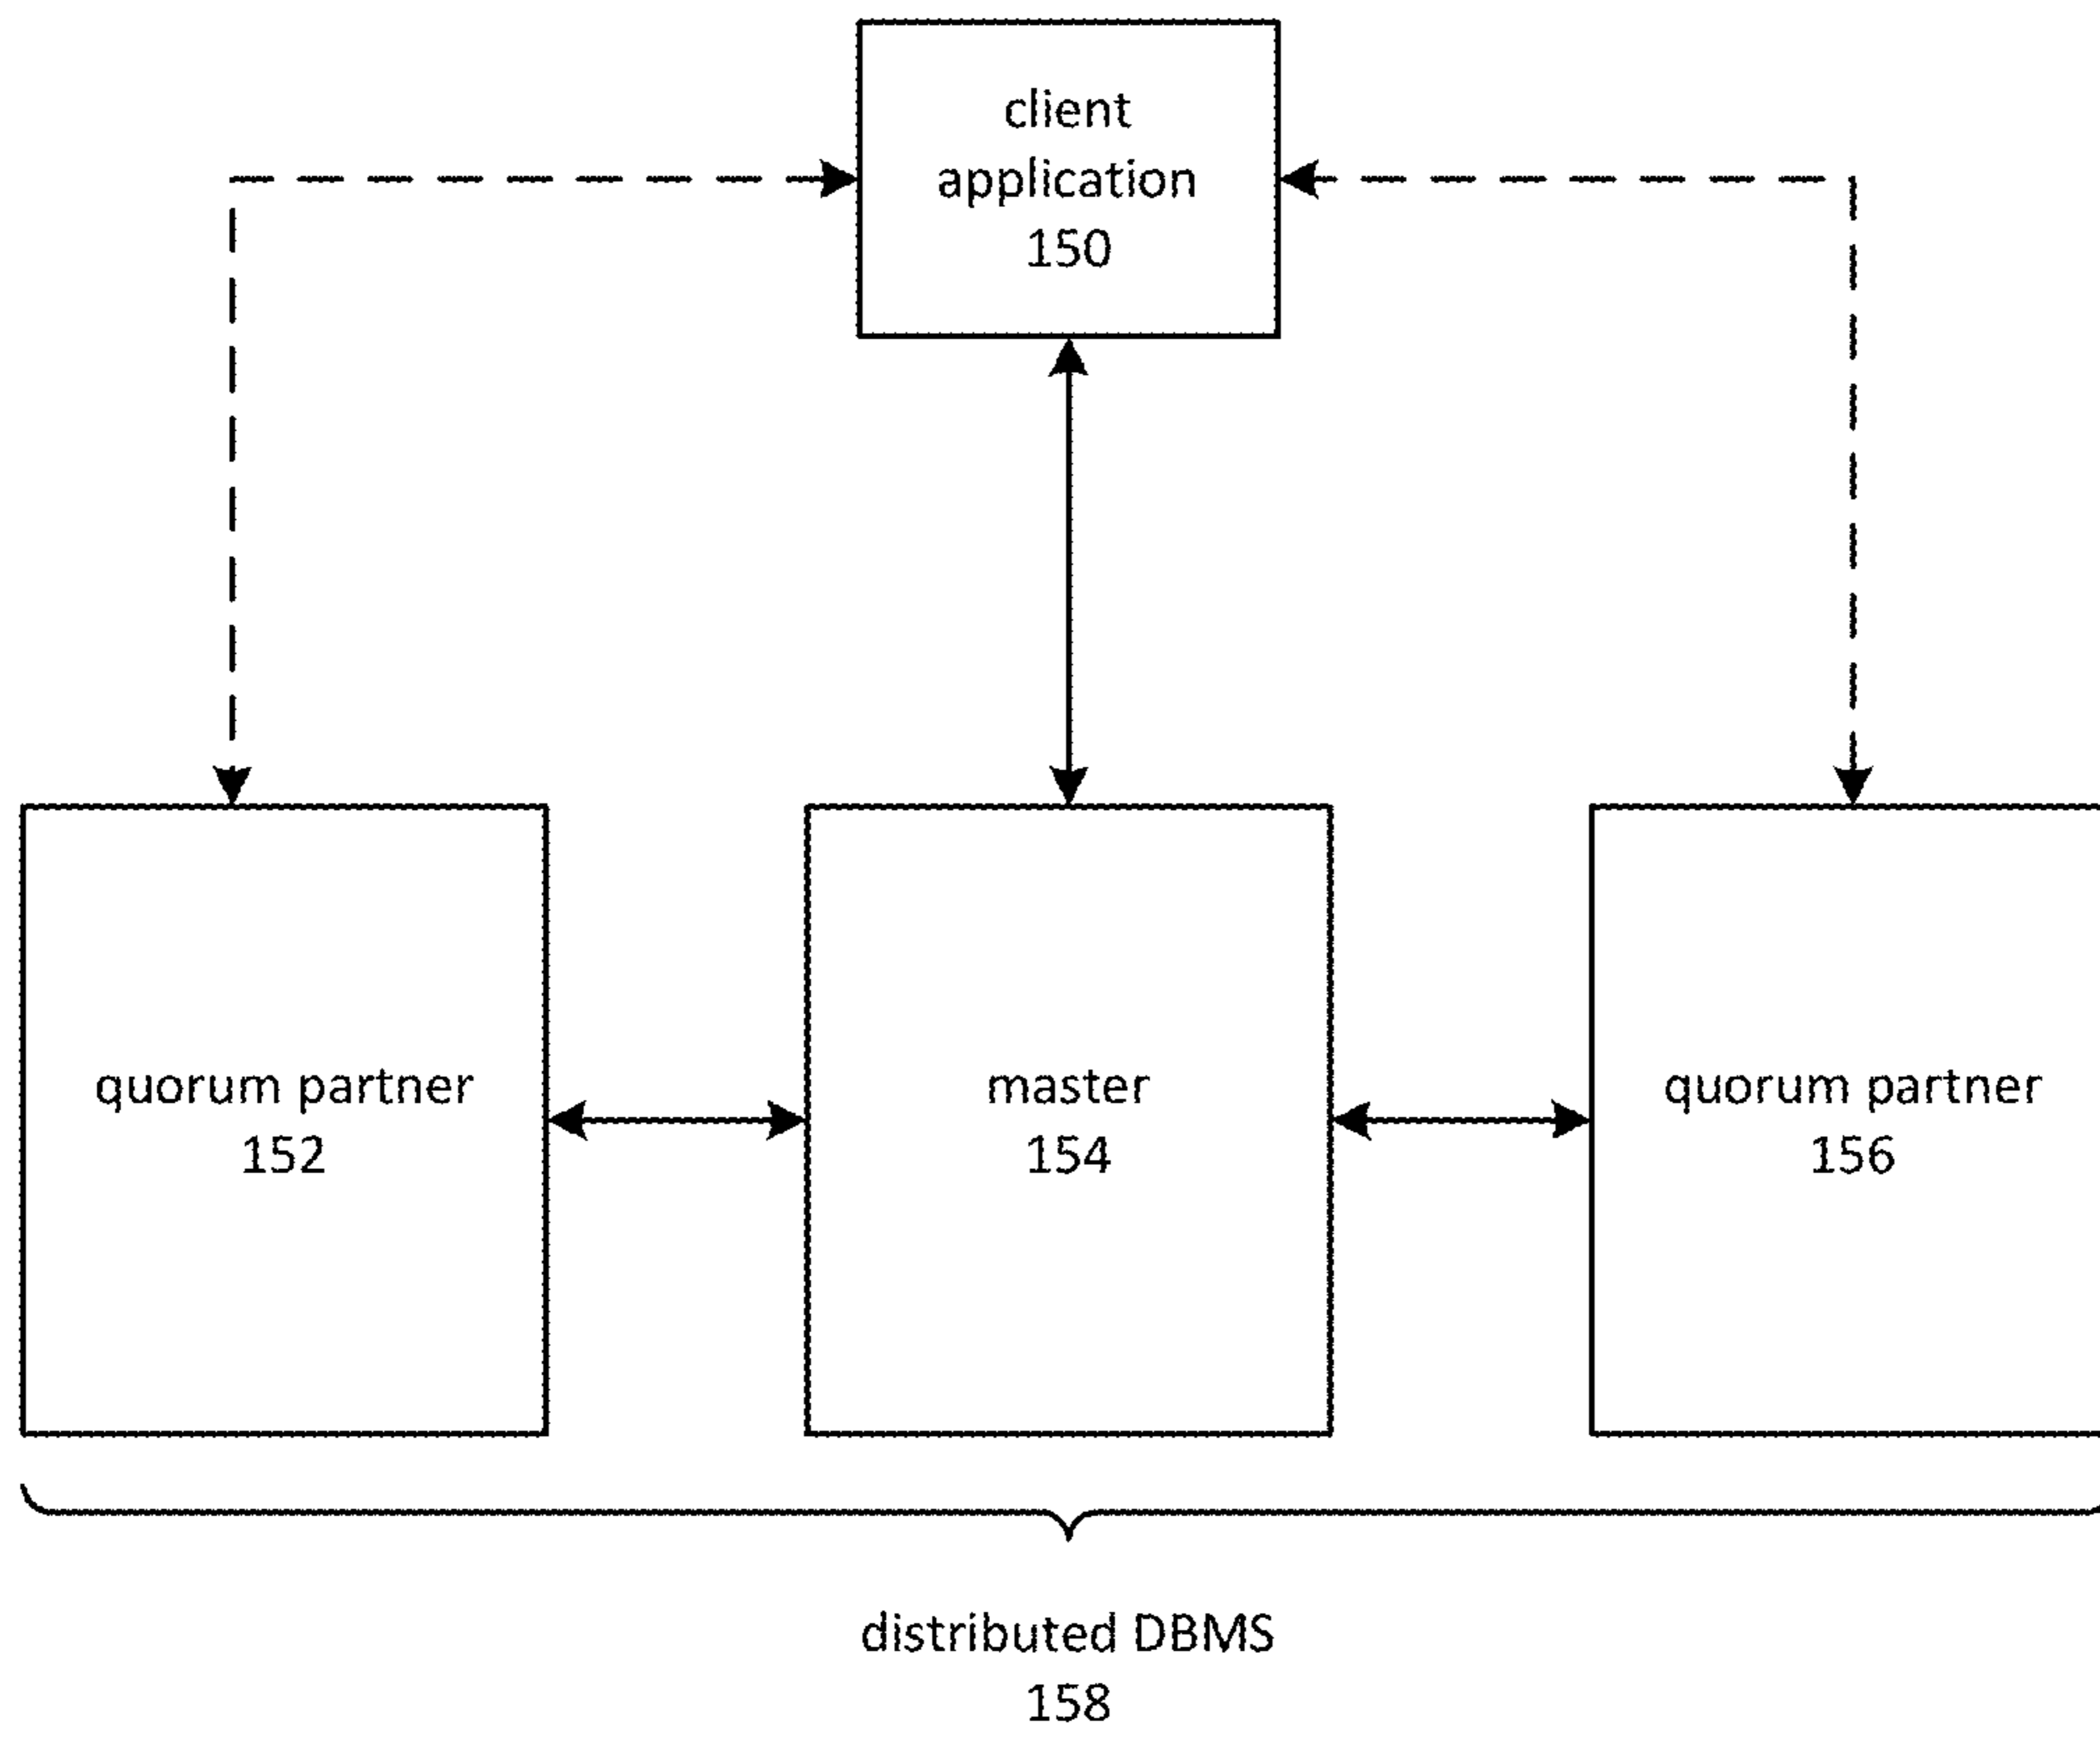 client
application
150
quorum partner
152
master
154
quorum partner
156
distributed DBMS
158